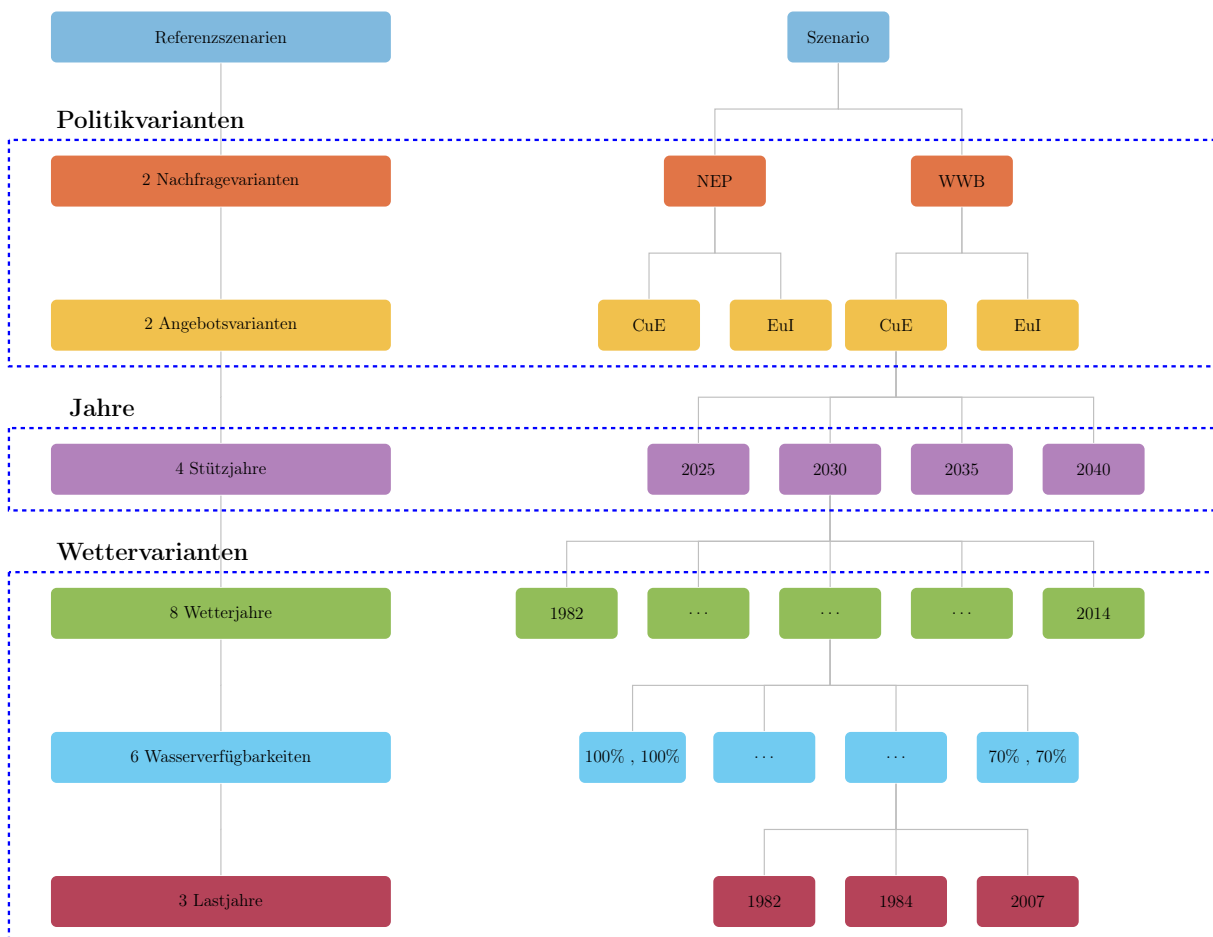 Referenzszenarien
Szenario
Politikvarianten
2 Nachfragevarianten
NEP
WWB
2 Angebotsvarianten
CuE
EuI
CuE
EuI
Jahre
4 Stützjahre
2025
2030
2035
2040
Wettervarianten
8 Wetterjahre
1982
···
···
···
2014
6 Wasserverfügbarkeiten
100% , 100%
···
···
70% , 70%
3 Lastjahre
1982
1984
2007